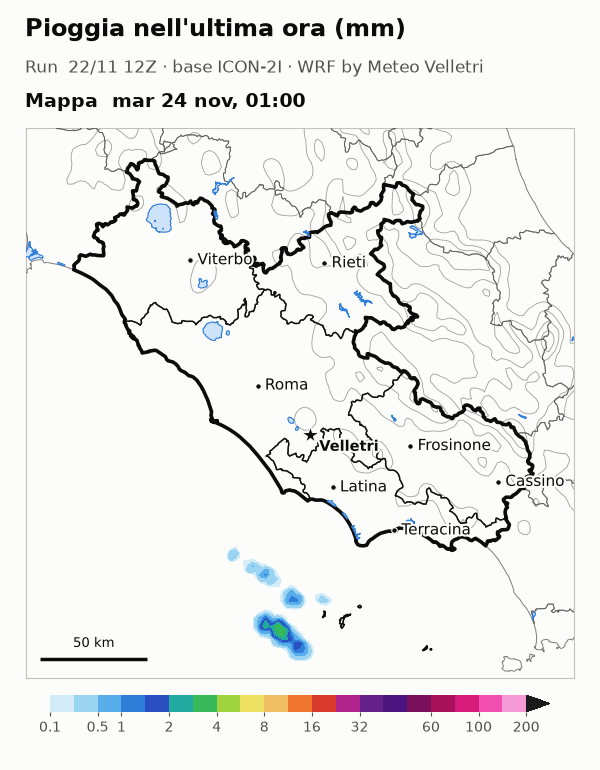 Pioggia nell'ultima ora (mm)
Run  22/11 12Z · base ICON-2I · WRF by Meteo Velletri
Mappa  mar 24 nov, 01:00
Viterbo
Rieti
Roma
Velletri
Frosinone
Cassino
Latina
Terracina
50 km
0.1 0.5 1 2 4 8 16 32 60 100 200